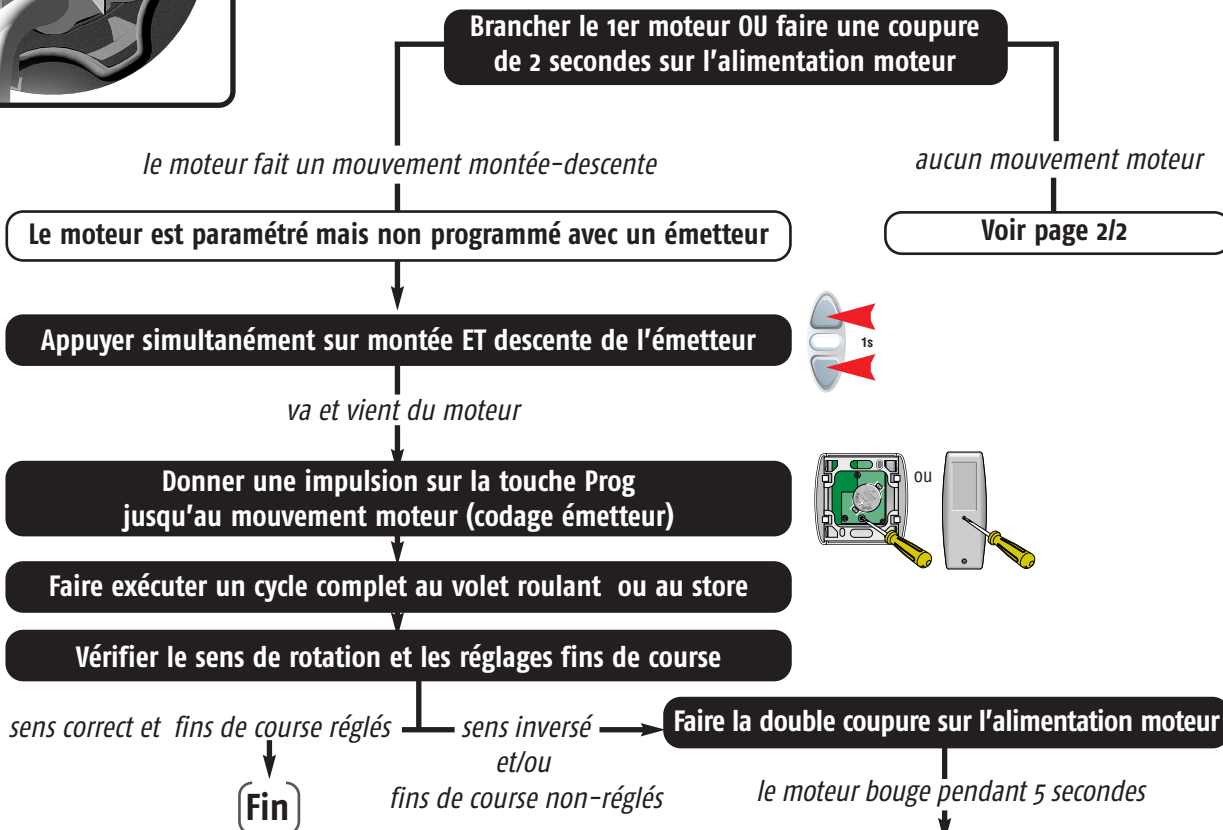 Brancher le 1er moteur OU faire une coupure
de 2 secondes sur l'alimentation moteur
le moteur fait un mouvement montée-descente
aucun mouvement moteur
Le moteur est paramétré mais non programmé avec un émetteur
Voir page 2/2
Appuyer simultanément sur montée ET descente de l'émetteur
1s
va et vient du moteur
Donner une impulsion sur la touche Prog
jusqu'au mouvement moteur (codage émetteur)
ou
Faire exécuter un cycle complet au volet roulant ou au store
Vérifier le sens de rotation et les réglages fins de course
sens correct et fins de course réglés
sens inversé
et/ou
fins de course non-réglés
Faire la double coupure sur l'alimentation moteur
Fin
le moteur bouge pendant 5 secondes